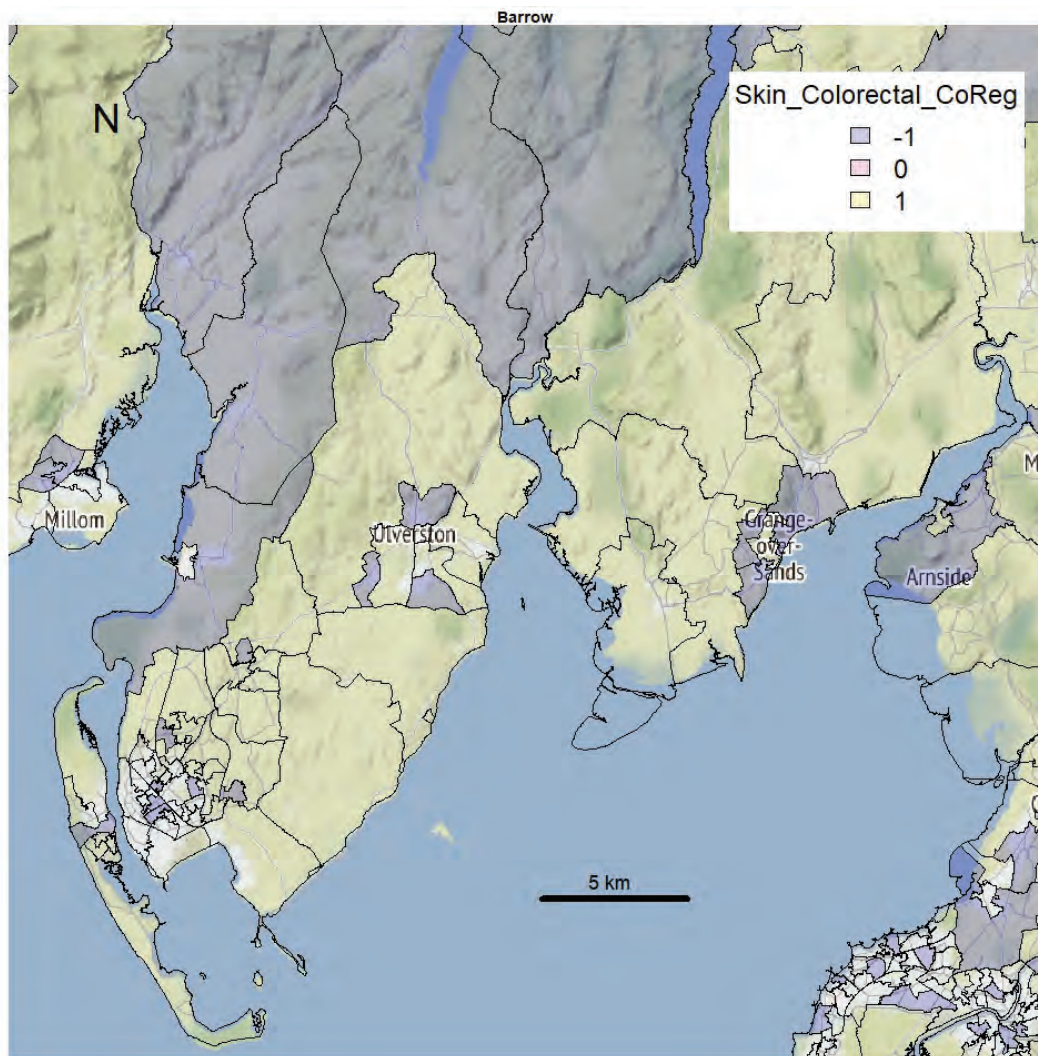 Barrow
N
Skin_Colorectal_CoReg
-1
0
1
Millom
Ulverston
Grange-
over-
Sands
Arnside
M
5 km